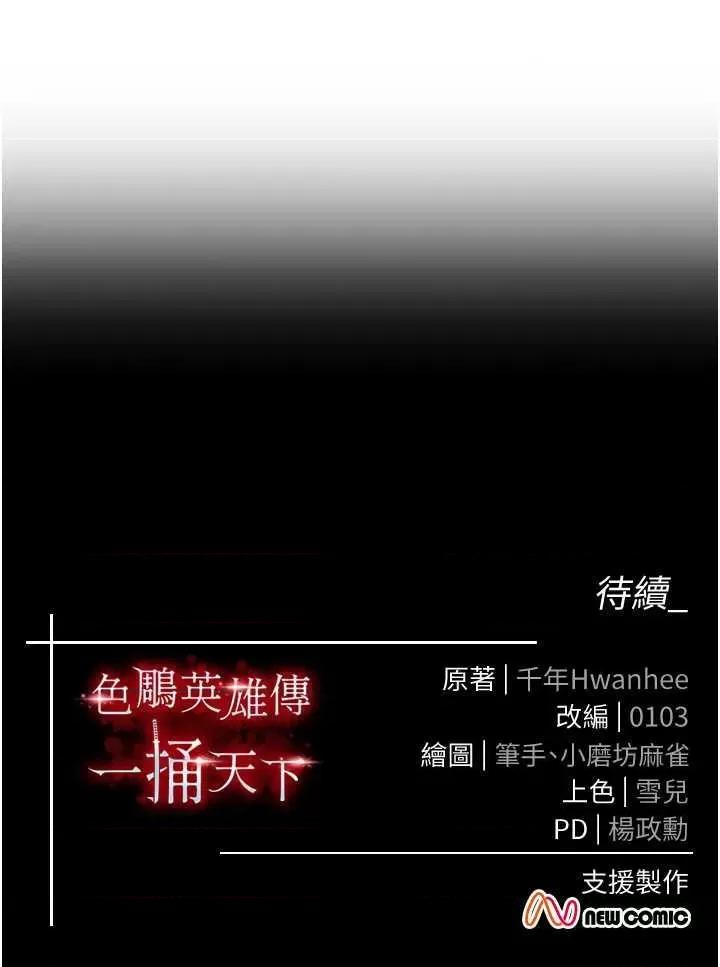 待續_
色鵰英雄傳
一捅天下
原著|千年Hwanhee
改編|0103
繪圖|筆手、小磨坊麻雀
上色|雪兒
PD|楊政勳
支援製作
NEW COMIC